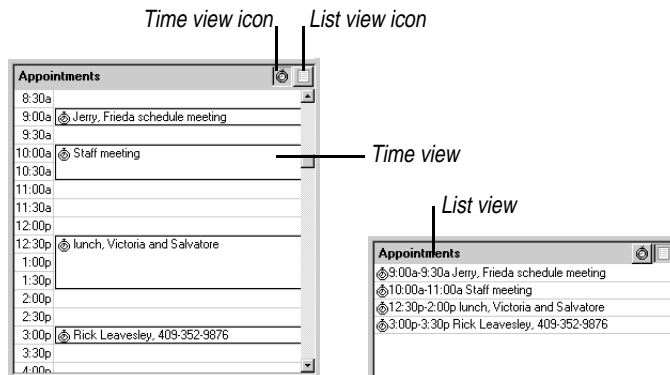 Time view icon
List view icon
Appointments
8:30a
9:00a Jerry, Frieda schedule meeting
9:30a
10:00a Staff meeting
10:30a
11:00a
11:30a
12:00p
12:30p lunch, Victoria and Salvatore
1:00p
1:30p
2:00p
2:30p
3:00p Rick Leavesley, 409-352-9876
3:30p
4:00p
Time view
List view
Appointments
9:00a-9:30a Jerry, Frieda schedule meeting
10:00a-11:00a Staff meeting
12:30p-2:00p lunch, Victoria and Salvatore
3:00p-3:30p Rick Leavesley, 409-352-9876